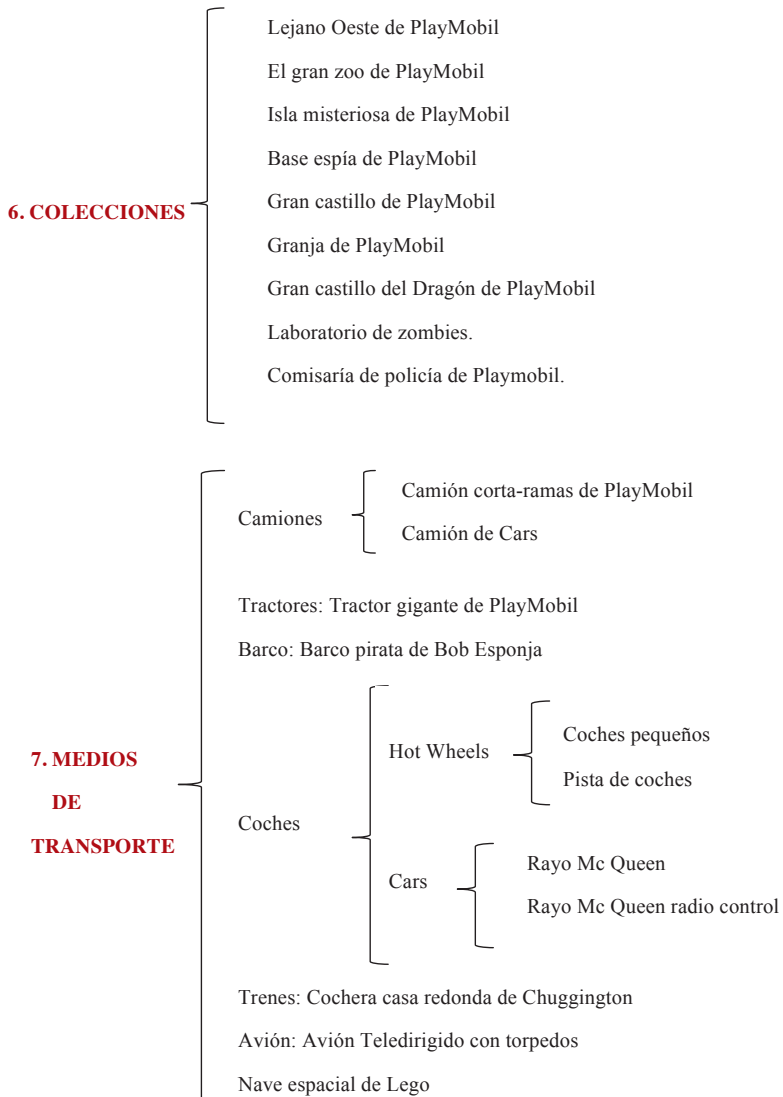 6. COLECCIONES
Lejano Oeste de PlayMobil
El gran zoo de PlayMobil
Isla misteriosa de PlayMobil
Base espía de PlayMobil
Gran castillo de PlayMobil
Granja de PlayMobil
Gran castillo del Dragón de PlayMobil
Laboratorio de zombies.
Comisaría de policía de Playmobil.
7. MEDIOS
DE
TRANSPORTE
Camiones
Camión corta-ramas de PlayMobil
Camión de Cars
Tractores: Tractor gigante de PlayMobil
Barco: Barco pirata de Bob Esponja
Coches
Hot Wheels
Coches pequeños
Pista de coches
Cars
Rayo Mc Queen
Rayo Mc Queen radio control
Trenes: Cochera casa redonda de Chuggington
Avión: Avión Teledirigido con torpedos
Nave espacial de Lego